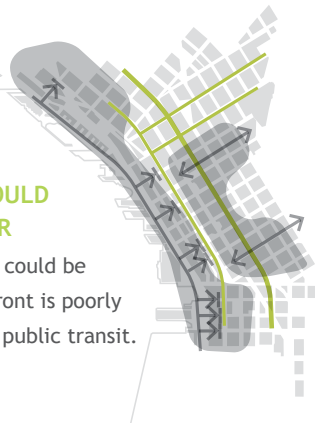 OULD
R
could be
ront is poorly
public transit.